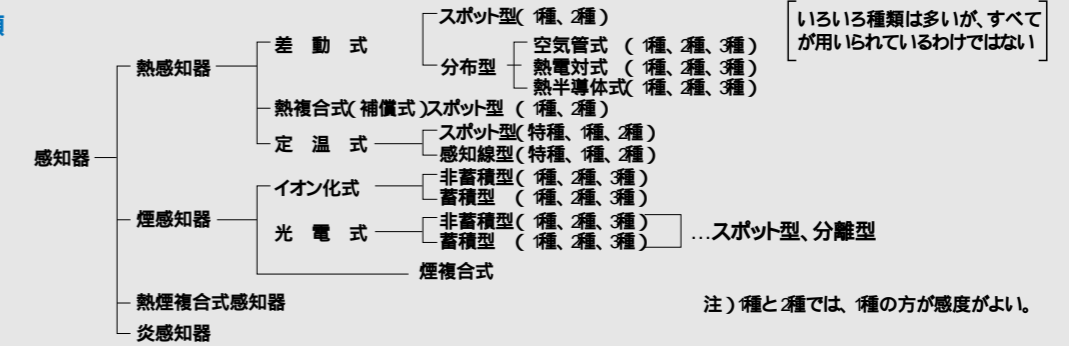 類
スポット型(1種、2種)
いろいろ種類は多いが、すべて
が用いられているわけではない
差動式
空気管式 (1種、2種、3種)
分布型
熱電対式 (1種、2種、3種)
熱半導体式(1種、2種、3種)
熱感知器
熱複合式(補償式)スポット型 (1種、2種)
定温式
スポット型(特種、1種、2種)
感知線型(特種、1種、2種)
感知器
イオン化式
非蓄積型(1種、2種、3種)
蓄積型 (1種、2種、3種)
煙感知器
光電式
非蓄積型(1種、2種、3種)
蓄積型 (1種、2種、3種)
…スポット型、分離型
煙複合式
熱煙複合式感知器
注)1種と2種では、1種の方が感度がよい。
炎感知器